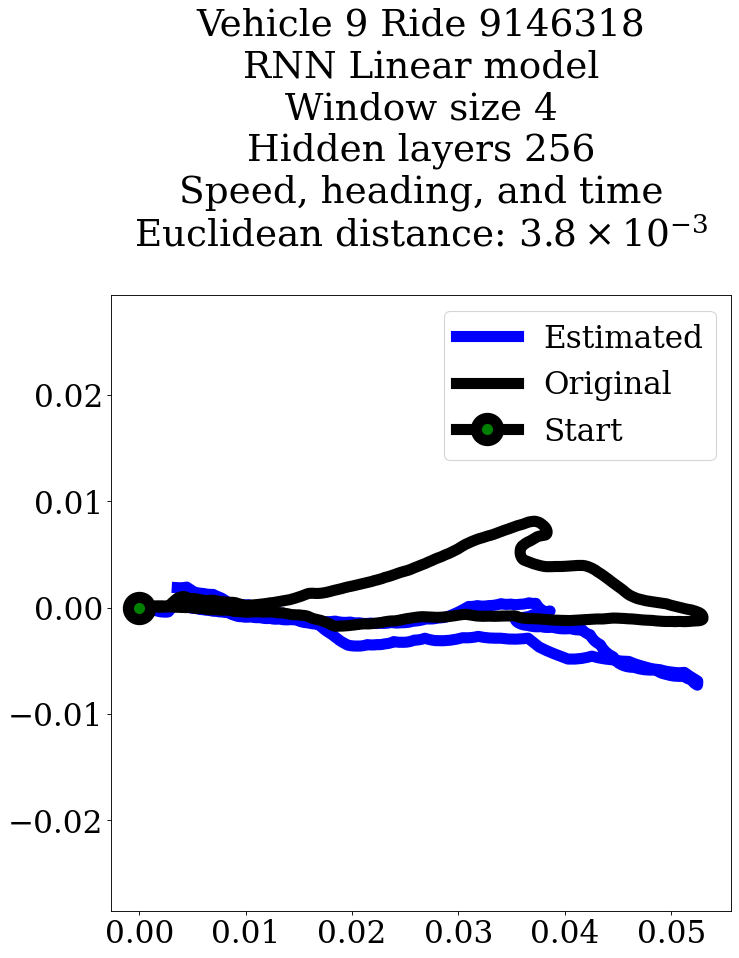 Vehicle 9 Ride 9146318
RNN Linear model
Window size 4
Hidden layers 256
Speed, heading, and time
Euclidean distance: 3.8 × 10⁻³
Estimated
Original
Start
0.02
0.01
0.00
−0.01
−0.02
0.00 0.01 0.02 0.03 0.04 0.05